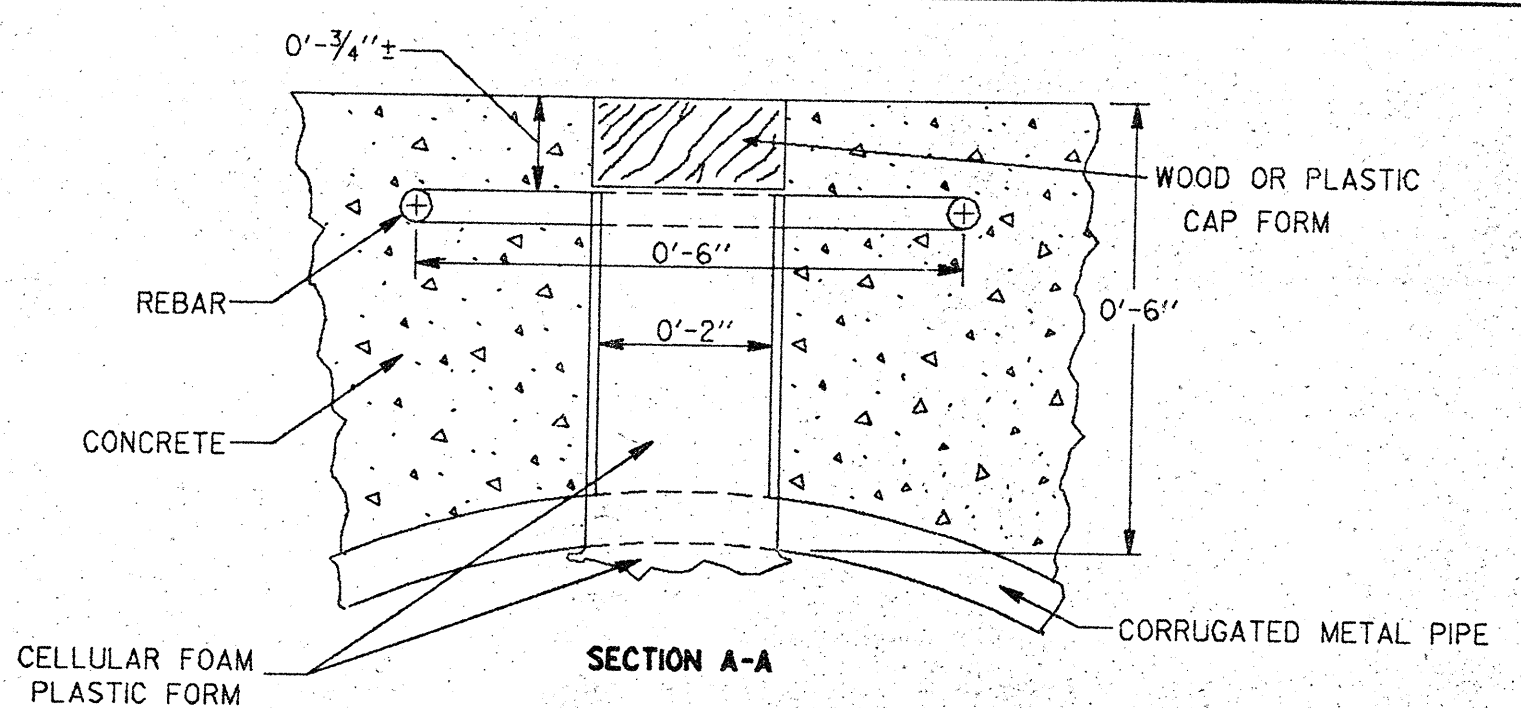 0'-3/4"±
WOOD OR PLASTIC
CAP FORM
0'-6"
REBAR
0'-6"
0'-2"
CONCRETE
CORRUGATED METAL PIPE
CELLULAR FOAM
PLASTIC FORM
SECTION A-A